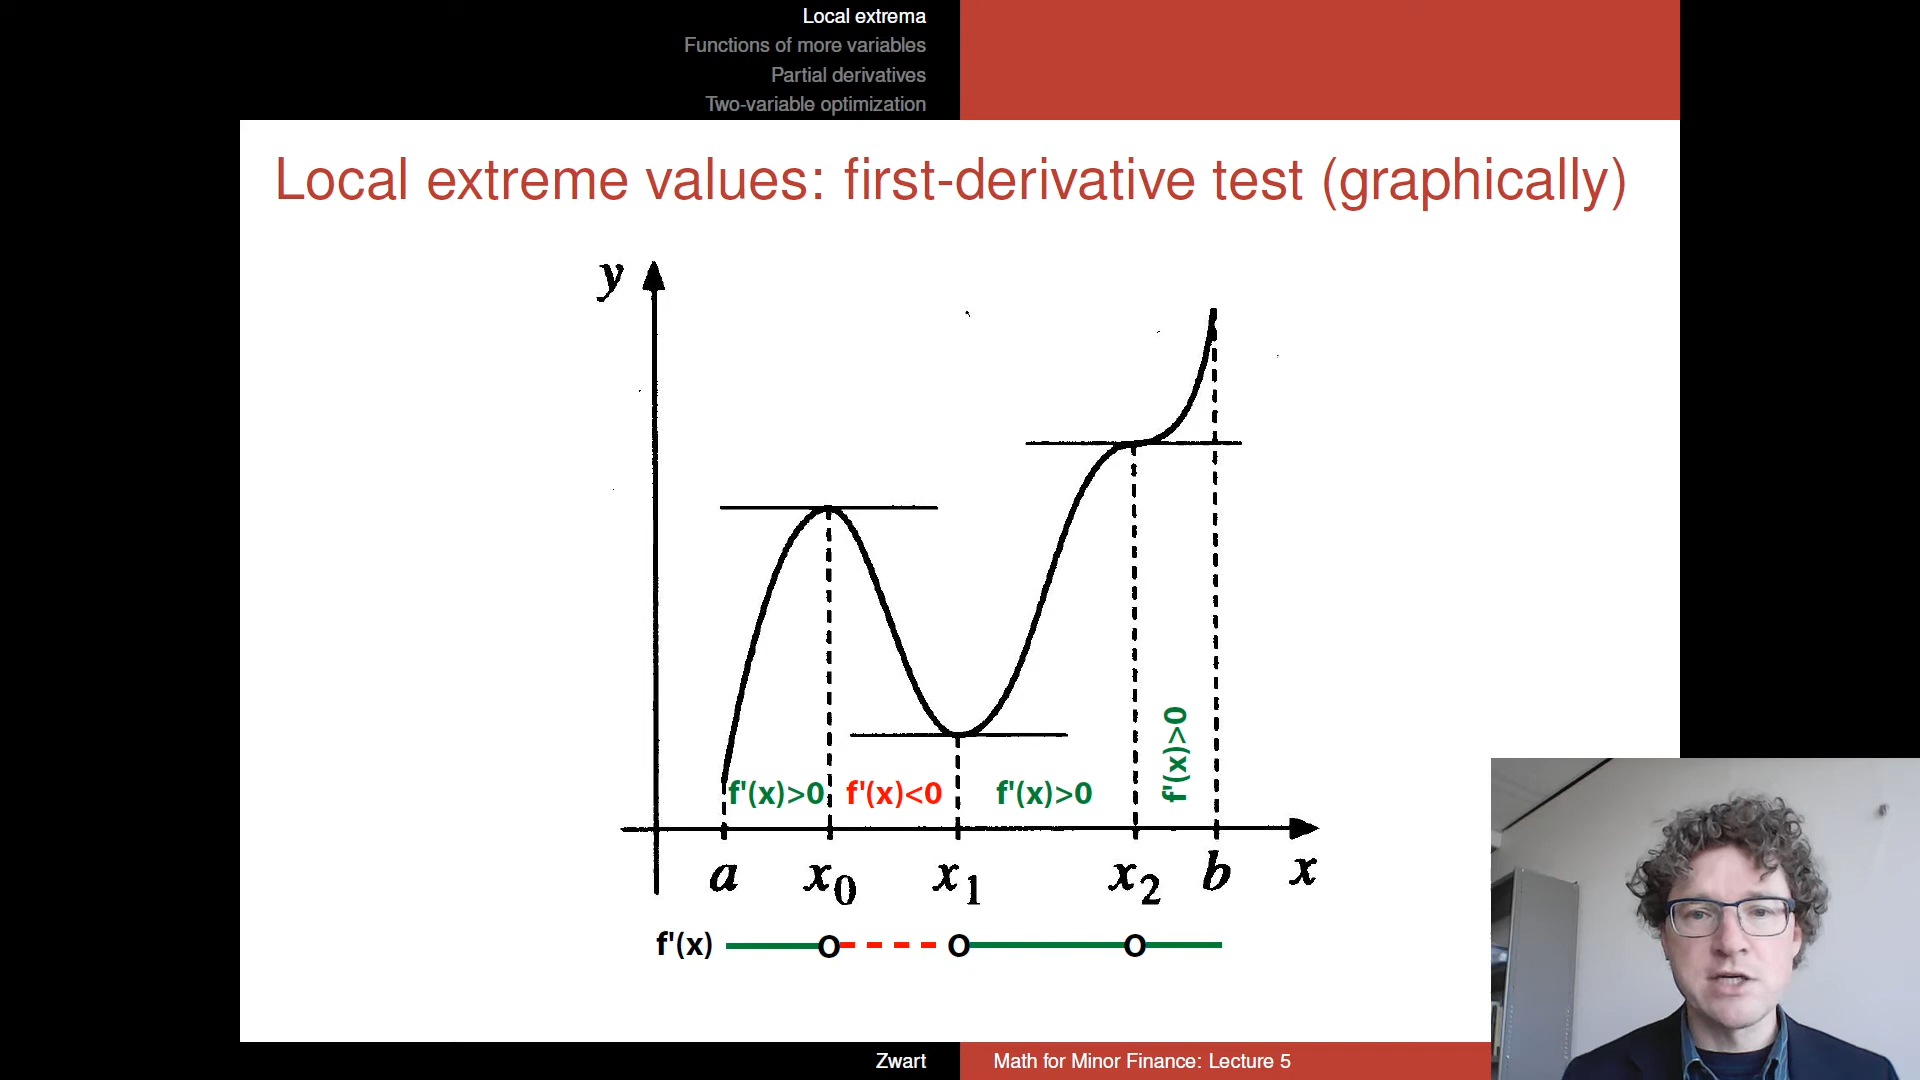 Local extrema
Functions of more variables
Partial derivatives
Two-variable optimization
Local extreme values: first-derivative test (graphically)
y
f'(x)>0 f'(x)<0 f'(x)>0 f'(x)>0
a x₀ x₁ x₂ b x
f'(x)
Zwart Math for Minor Finance: Lecture 5